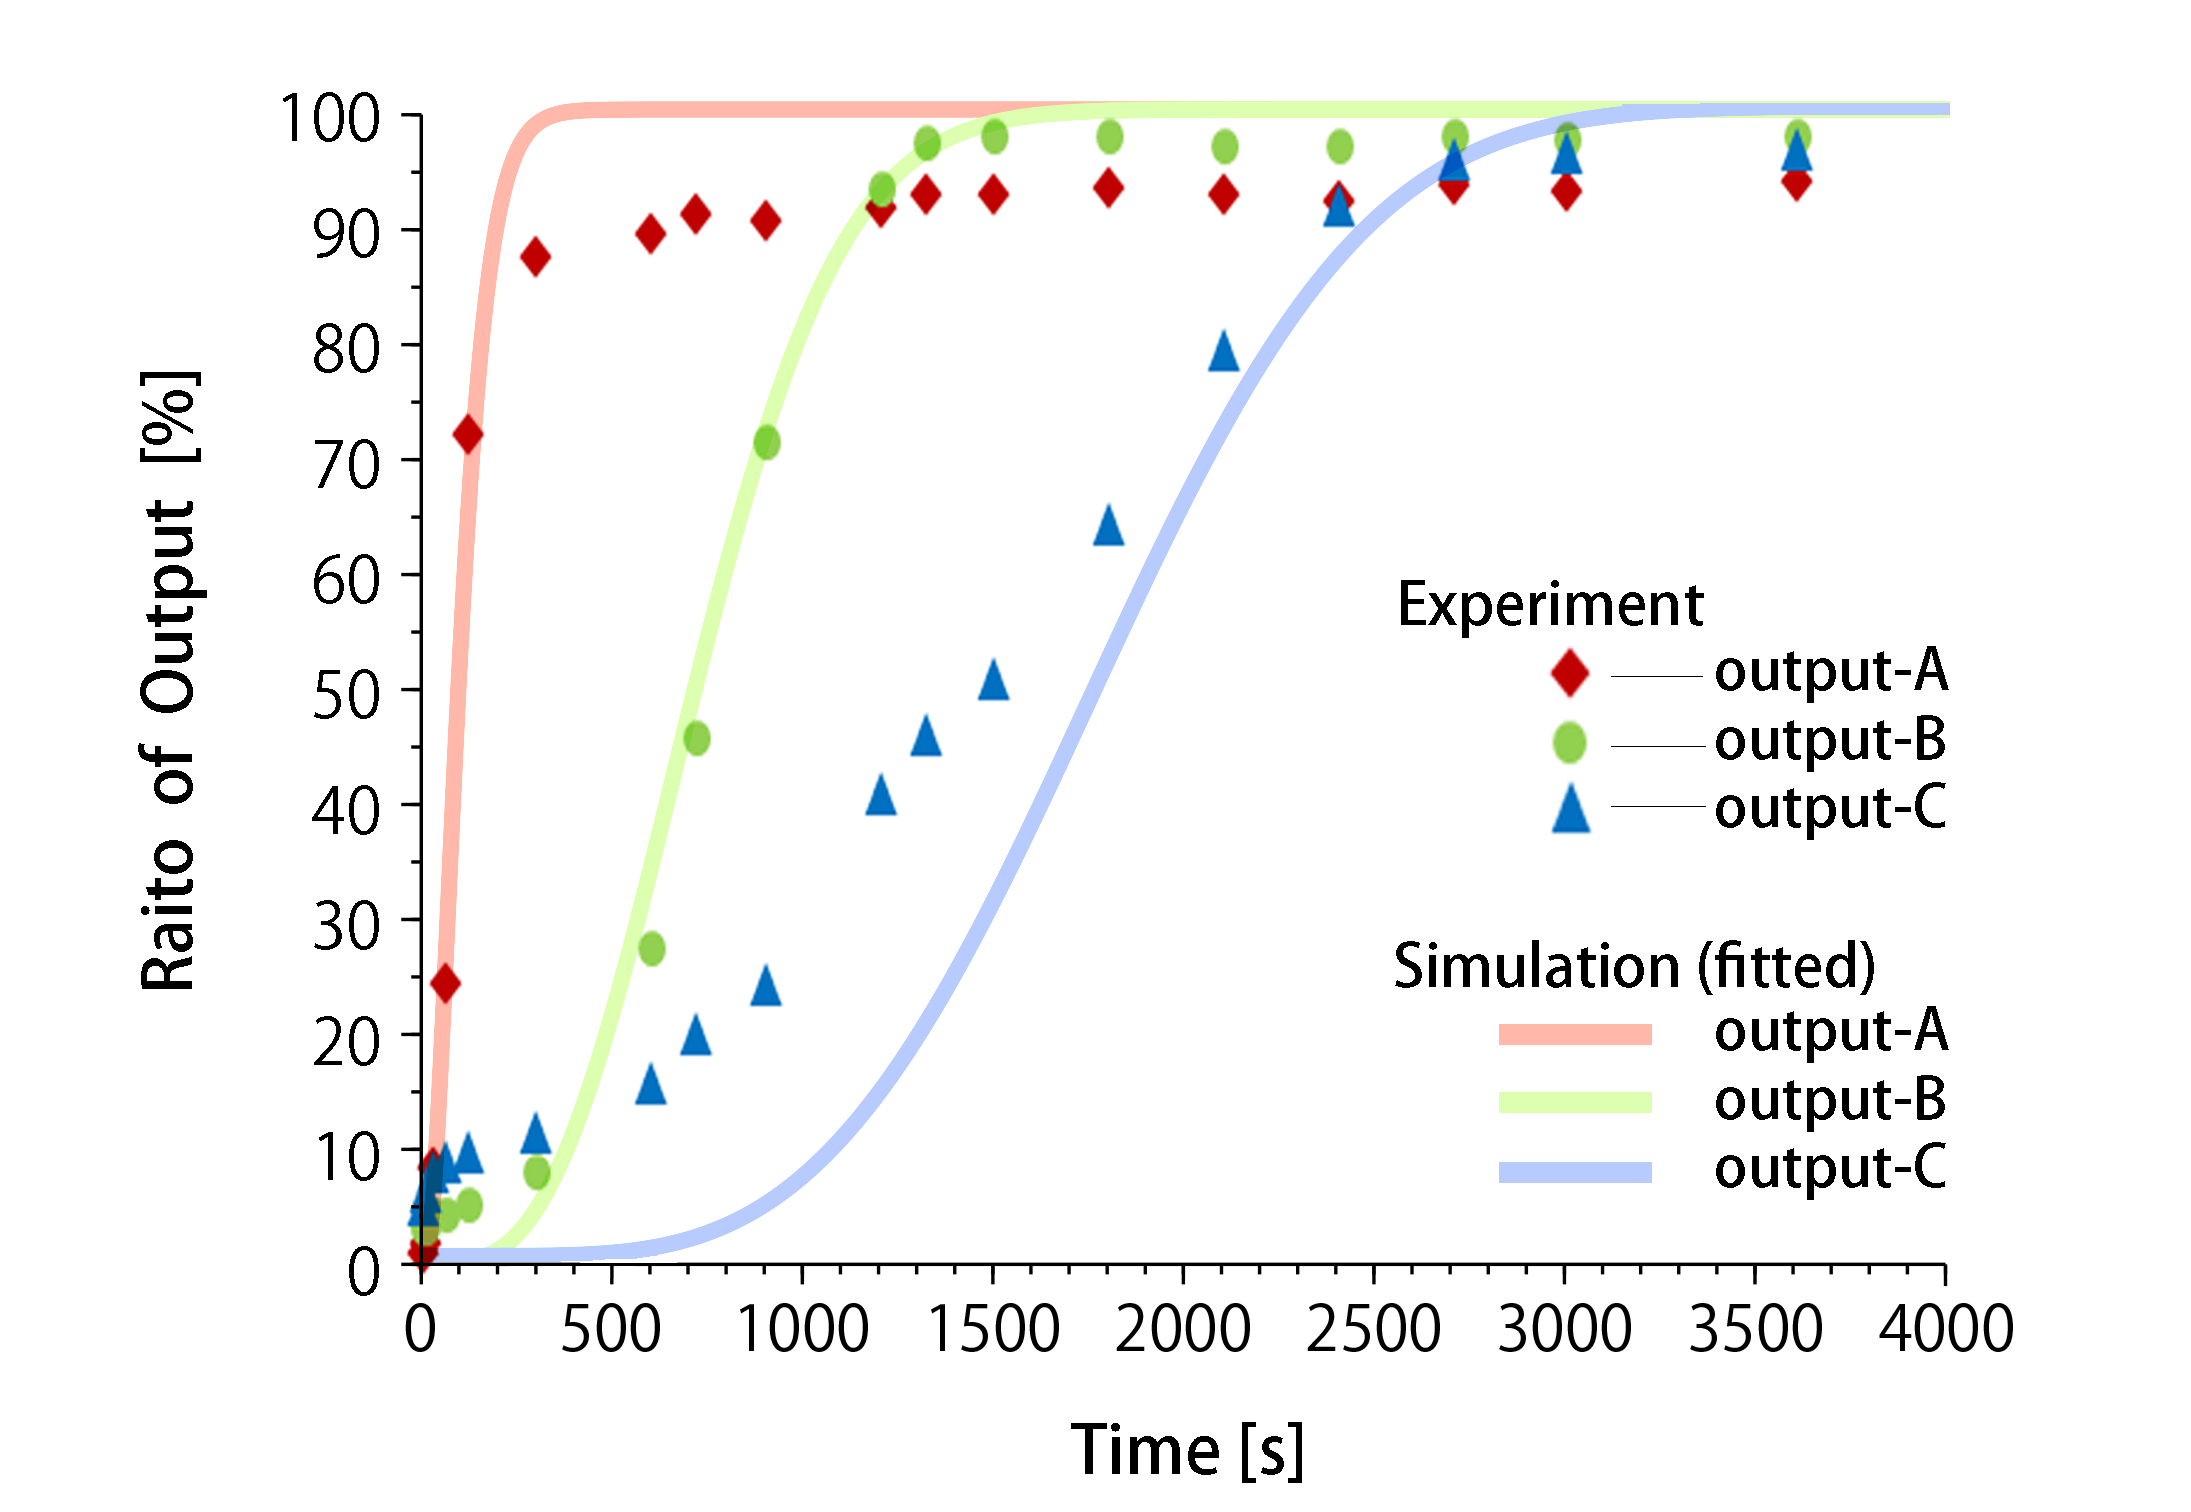 100
90
80
70
60
50
40
30
20
10
0
Raito of Output [%]
0 500 1000 1500 2000 2500 3000 3500 4000
Time [s]
Experiment
output-A
output-B
output-C
Simulation (fitted)
output-A
output-B
output-C